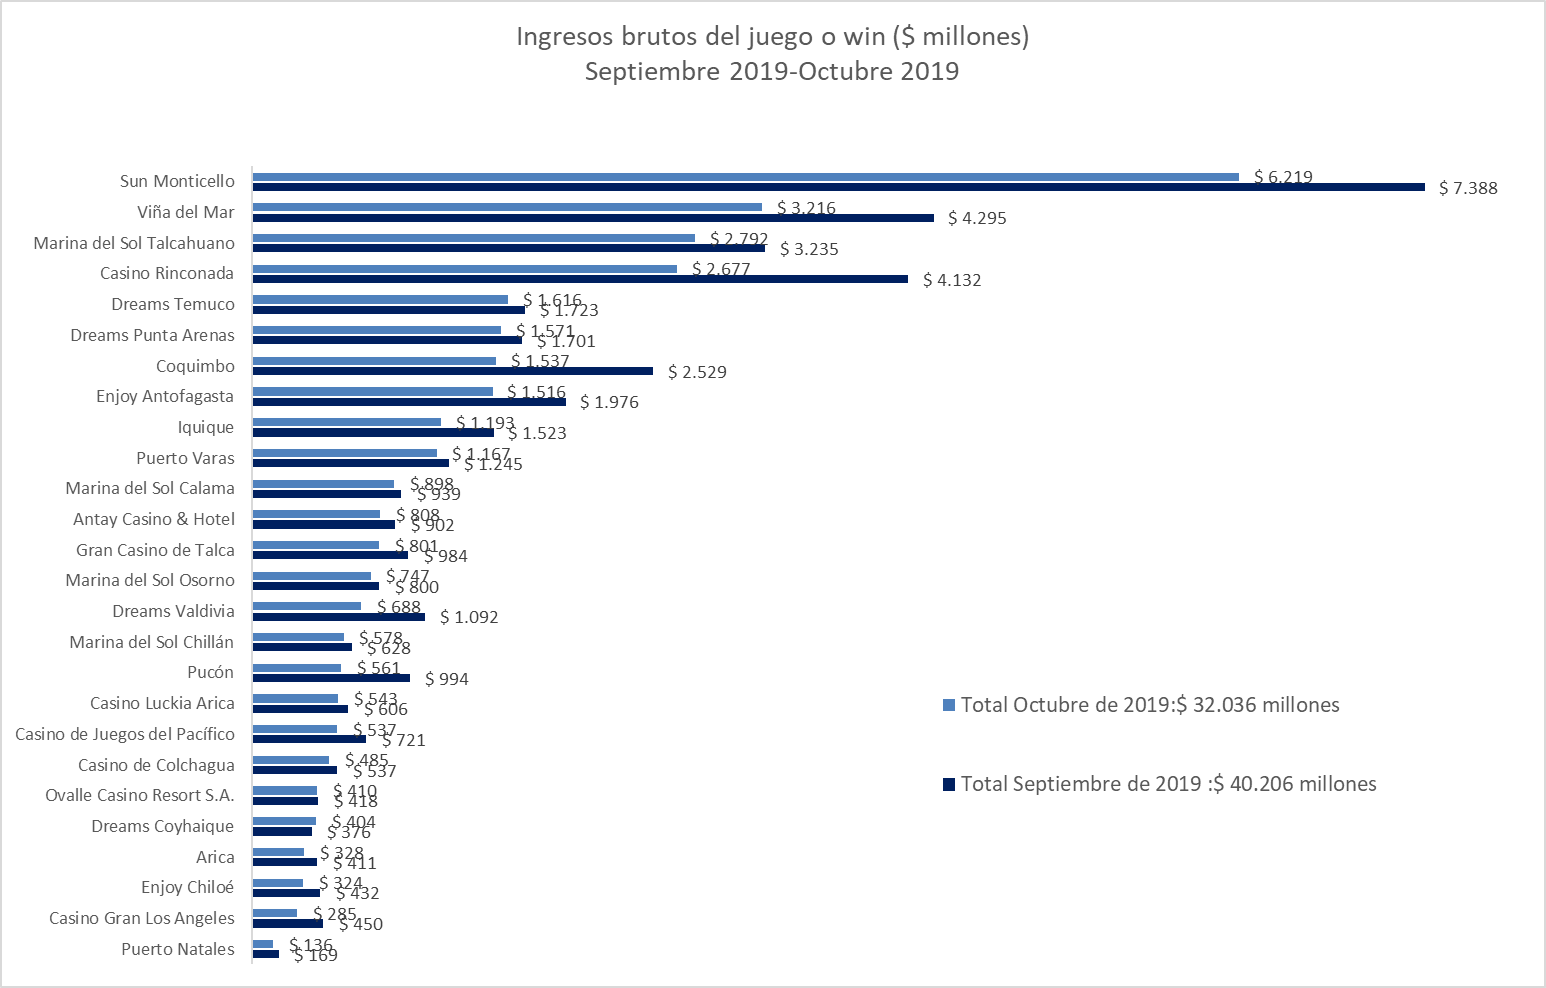 Ingresos brutos del juego o win ($ millones)
Septiembre 2019-Octubre 2019
Sun Monticello
$ 6.219
$ 7.388
Viña del Mar
$ 3.216
$ 4.295
Marina del Sol Talcahuano
$ 2.792
$ 3.235
Casino Rinconada
$ 2.677
$ 4.132
Dreams Temuco
$ 1.616
$ 1.723
Dreams Punta Arenas
$ 1.571
$ 1.701
Coquimbo
$ 1.537
$ 2.529
Enjoy Antofagasta
$ 1.516
$ 1.976
Iquique
$ 1.193
$ 1.523
Puerto Varas
$ 1.167
$ 1.245
Marina del Sol Calama
$ 898
$ 939
Antay Casino & Hotel
$ 808
$ 902
Gran Casino de Talca
$ 801
$ 984
Marina del Sol Osorno
$ 747
$ 800
Dreams Valdivia
$ 688
$ 1.092
Marina del Sol Chillán
$ 578
$ 628
Pucón
$ 561
$ 994
Casino Luckia Arica
$ 543
$ 606
Casino de Juegos del Pacífico
$ 537
$ 721
Casino de Colchagua
$ 485
$ 537
Ovalle Casino Resort S.A.
$ 410
$ 418
Dreams Coyhaique
$ 404
$ 376
Arica
$ 328
$ 411
Enjoy Chiloé
$ 324
$ 432
Casino Gran Los Angeles
$ 285
$ 450
Puerto Natales
$ 136
$ 169
Total Octubre de 2019:$ 32.036 millones
Total Septiembre de 2019 :$ 40.206 millones